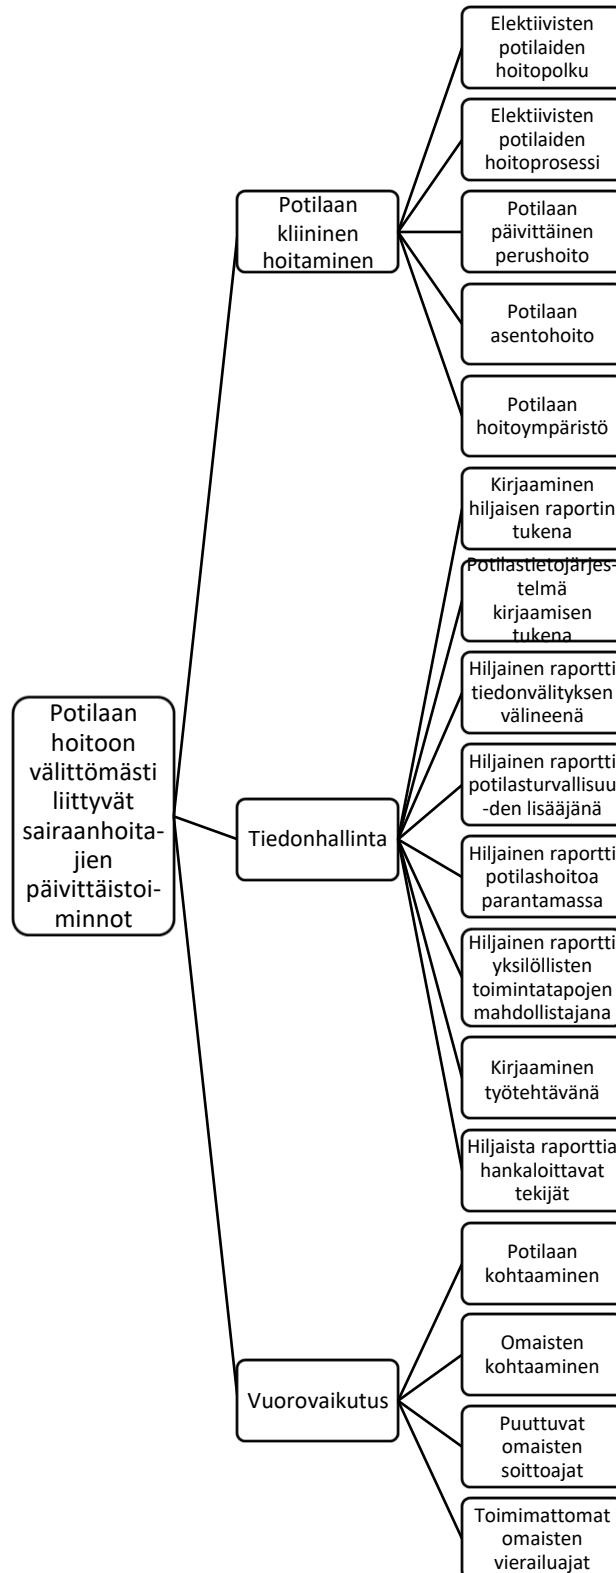 Elektiivisten
potilaiden
hoitopolku
Elektiivisten
potilaiden
hoitoprosessi
Potilaan
kliininen
hoitaminen
Potilaan
päivittäinen
perushoito
Potilaan
asentohoito
Potilaan
hoitoympäristö
Kirjaaminen
hiljaisen raportin
tukena
Potilastietojärjes-
telmä
kirjaamisen
tukena
Hiljainen raportti
tiedonvälityksen
välineenä
Potilaan
hoitoon
välittömästi
liittyvät
sairaanhoita-
jien
päivittäistoi-
minnot
Tiedonhallinta
Hiljainen raportti
potilasturvallisuu
-den lisääjänä
Hiljainen raportti
potilashoitoa
parantamassa
Hiljainen raportti
yksilöllisten
toimintatapojen
mahdollistajana
Kirjaaminen
työtehtävänä
Hiljaista raporttia
hankaloittavat
tekijät
Potilaan
kohtaaminen
Vuorovaikutus
Omaisten
kohtaaminen
Puuttuvat
omaisten
soittoajat
Toimimattomat
omaisten
vierailuajat